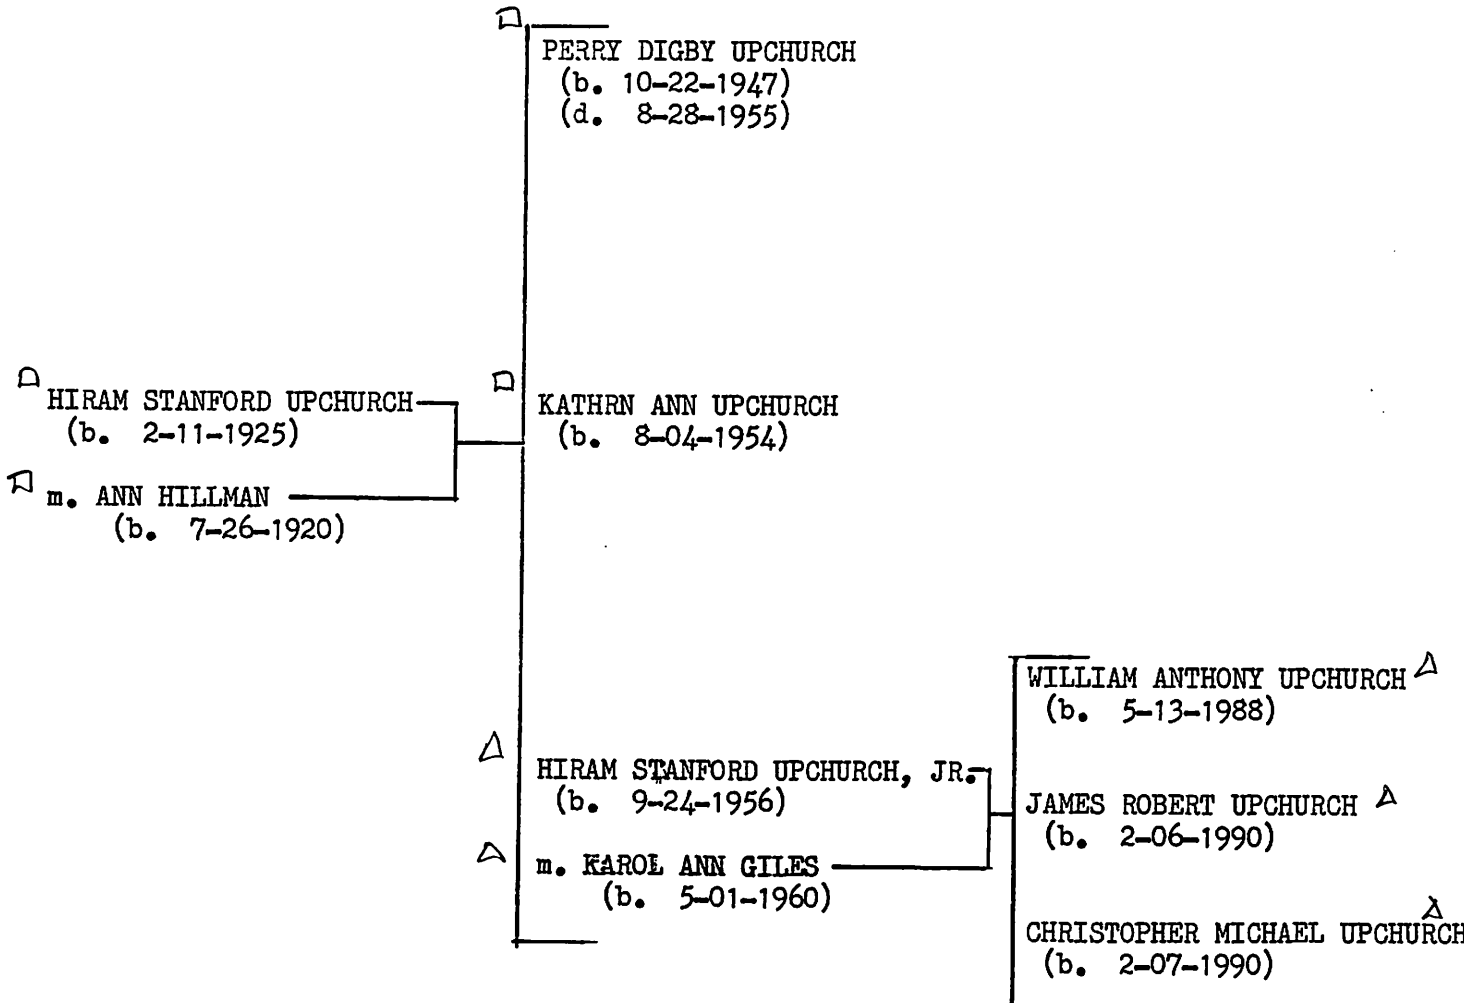 PERRY DIGBY UPCHURCH
(b. 10-22-1947)
(d. 8-28-1955)
HIRAM STANFORD UPCHURCH
(b. 2-11-1925)
m. ANN HILLMAN
(b. 7-26-1920)
KATHRN ANN UPCHURCH
(b. 8-04-1954)
HIRAM STANFORD UPCHURCH, JR.
(b. 9-24-1956)
m. KAROL ANN GILES
(b. 5-01-1960)
WILLIAM ANTHONY UPCHURCH
(b. 5-13-1988)
JAMES ROBERT UPCHURCH
(b. 2-06-1990)
CHRISTOPHER MICHAEL UPCHURCH
(b. 2-07-1990)